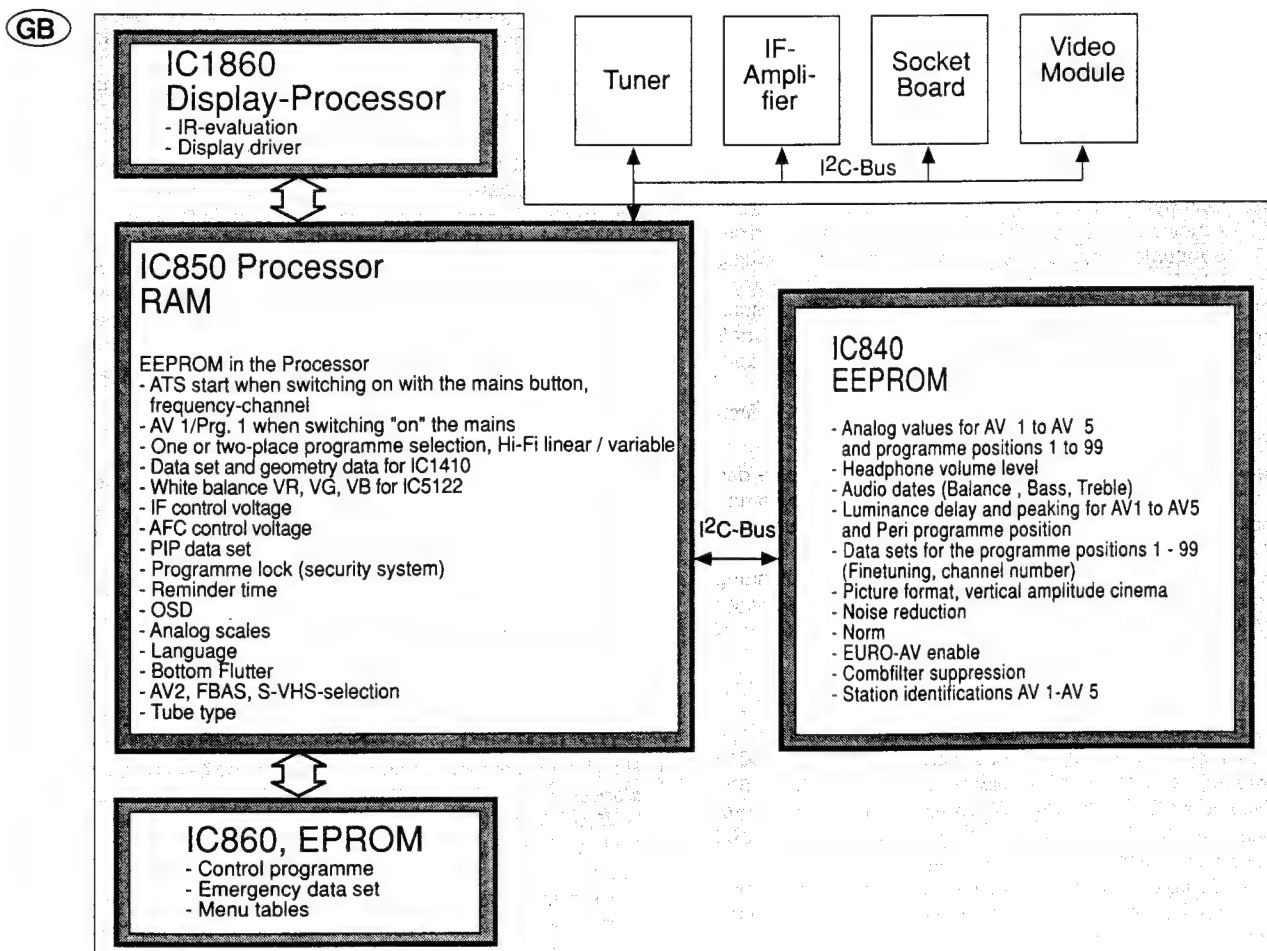 GB
IC1860
Display-Processor
- IR-evaluation
- Display driver
Tuner
IF-
Ampli-
fier
Socket
Board
Video
Module
I²C-Bus
IC850 Processor
RAM
EEPROM in the Processor
- ATS start when switching on with the mains button,
frequency-channel
- AV 1/Prg. 1 when switching "on" the mains
- One or two-place programme selection, Hi-Fi linear / variable
- Data set and geometry data for IC1410
- White balance VR, VG, VB for IC5122
- IF control voltage
- AFC control voltage
- PIP data set
- Programme lock (security system)
- Reminder time
- OSD
- Analog scales
- Language
- Bottom Flutter
- AV2, FBAS, S-VHS-selection
- Tube type
I²C-Bus
IC840
EEPROM
- Analog values for AV 1 to AV 5
and programme positions 1 to 99
- Headphone volume level
- Audio dates (Balance , Bass, Treble)
- Luminance delay and peaking for AV1 to AV5
and Peri programme position
- Data sets for the programme positions 1 - 99
(Finetuning, channel number)
- Picture format, vertical amplitude cinema
- Noise reduction
- Norm
- EURO-AV enable
- Combfilter suppression
- Station identifications AV 1-AV 5
IC860, EPROM
- Control programme
- Emergency data set
- Menu tables